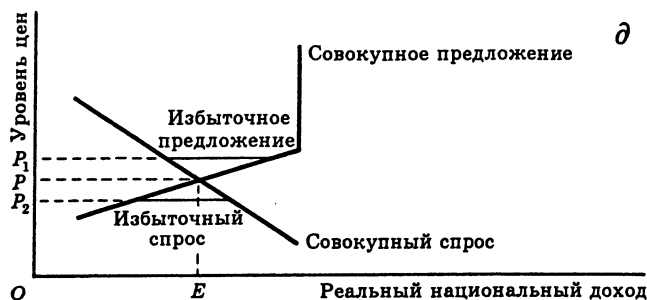 д
Уровень цен
Совокупное предложение
Избыточное
предложение
P₁
P
P₂
Избыточный
спрос
Совокупный спрос
O
E
Реальный национальный доход